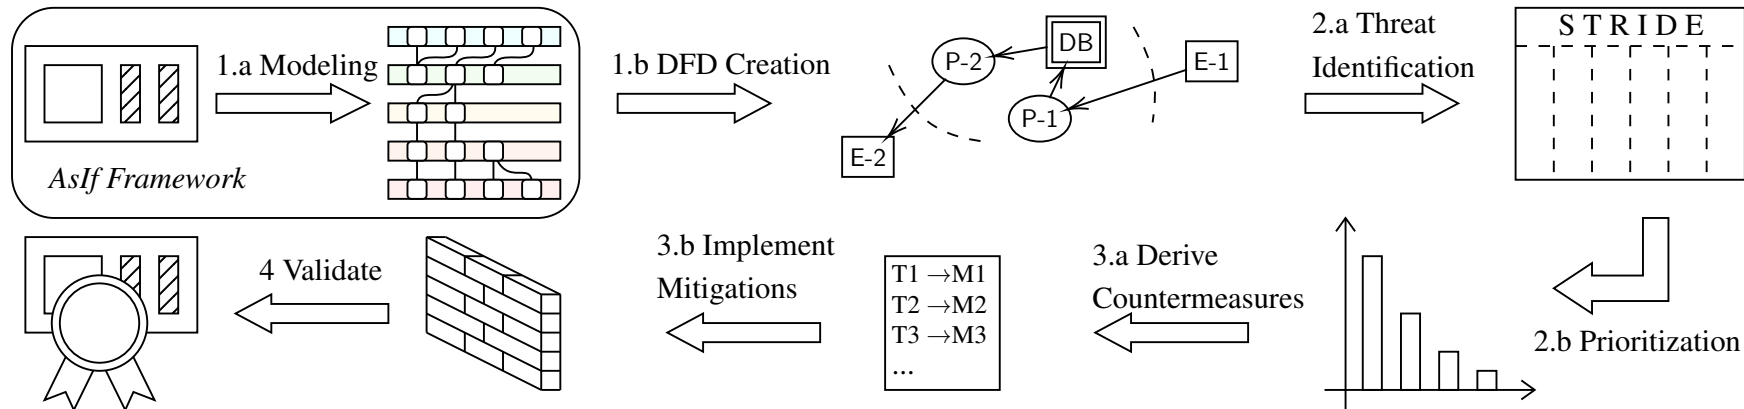 1.a Modeling
AsIf Framework
1.b DFD Creation
P-2
DB
E-1
P-1
E-2
2.a Threat
Identification
S T R I D E
2.b Prioritization
3.a Derive
Countermeasures
T1 →M1
T2 →M2
T3 →M3
...
3.b Implement
Mitigations
4 Validate